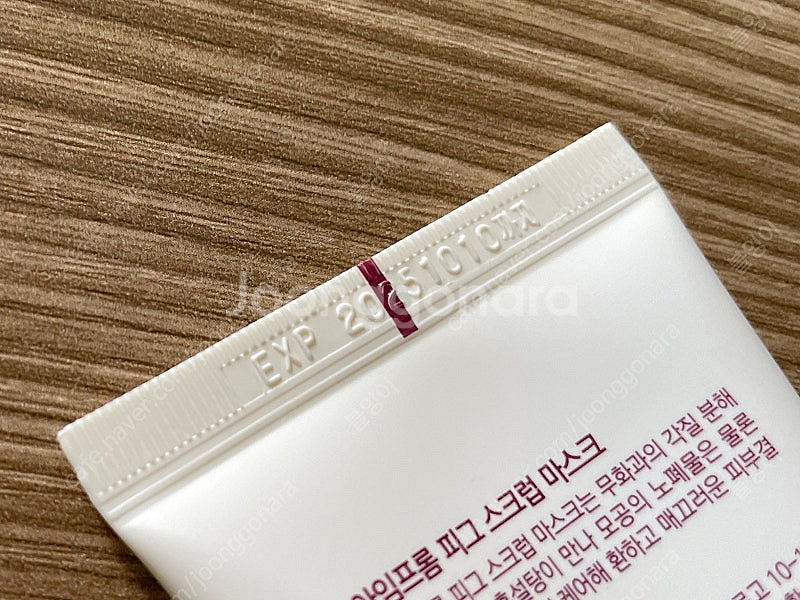 EXP 20251010까지
Joonggonara
아임프롬 피그 스크럽 마스크
피그 스크럽 마스크는 무화과의 각질 분해
흑설탕이 만나 모공의 노폐물은 물론
케어해 환하고 매끄러운 피부결
10-1